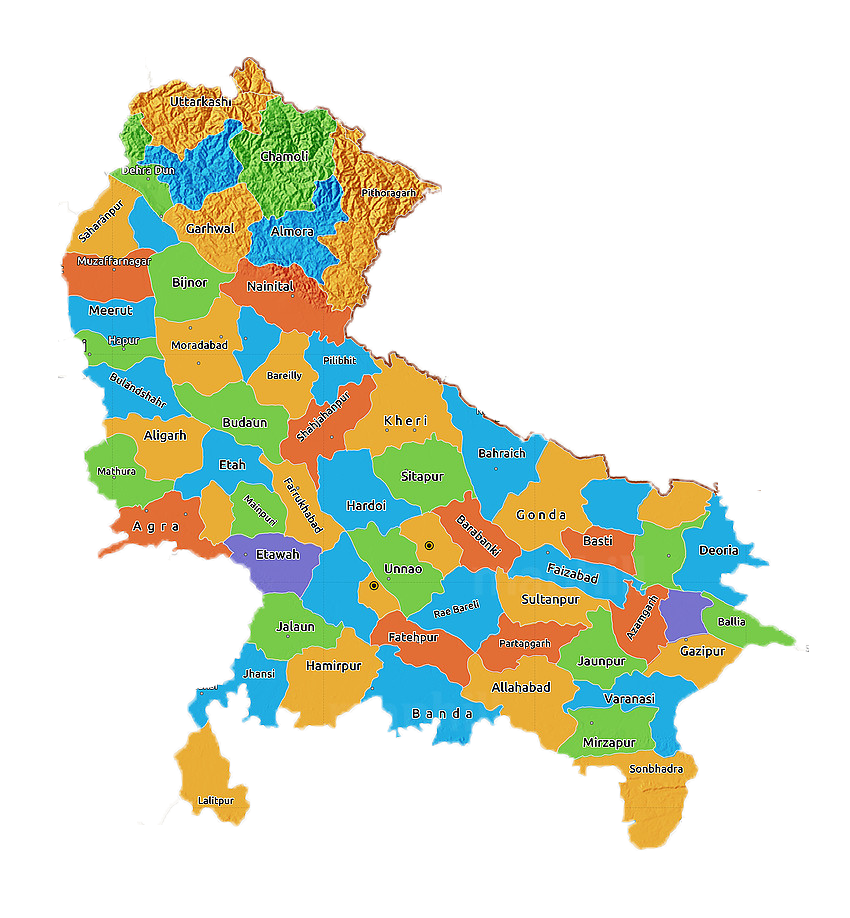 Uttarkashi
Chamoli
Dehra Dun
Pithoragarh
Saharanpur
Garhwal
Almora
Muzaffarnagar
Bijnor
Nainital
Meerut
Hapur
Moradabad
Pilibhit
Bareilly
Bulandshahr
Shahjahanpur
Budaun
Kheri
Aligarh
Bahraich
Mathura
Etah
Sitapur
Farrukhabad
Mainpuri
Hardoi
Gonda
Agra
Barabanki
Basti
Deoria
Etawah
Unnao
Faizabad
Sultanpur
Rae Bareli
Azamgarh
Ballia
Jalaun
Fatehpur
Partapgarh
Gazipur
Jaunpur
Hamirpur
Jhansi
Allahabad
Varanasi
Banda
Mirzapur
Sonbhadra
Lalitpur